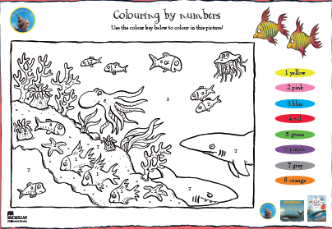 Colouring by numbers
Use the colour key below to colour in this picture!
1 yellow
2 pink
3 blue
4 red
5 green
6 purple
7 grey
8 orange
MACMILLAN